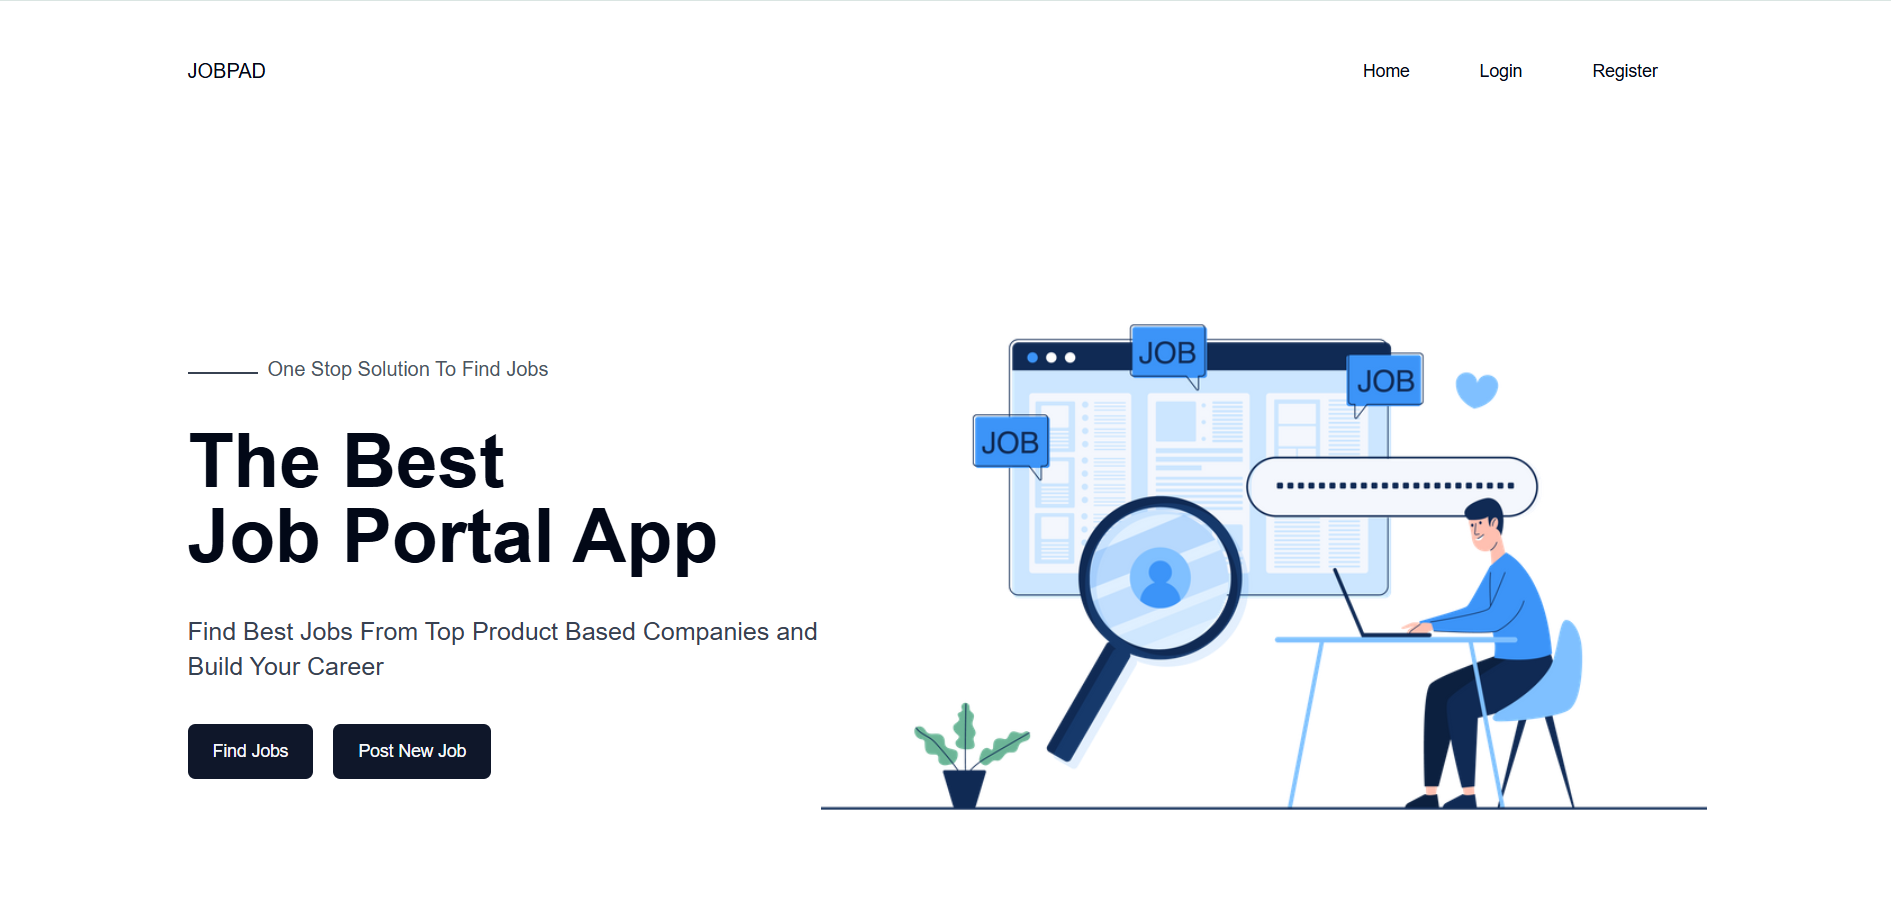 JOBPAD
Home
Login
Register
One Stop Solution To Find Jobs
The Best
Job Portal App
Find Best Jobs From Top Product Based Companies and
Build Your Career
Find Jobs
Post New Job
JOB
JOB
JOB